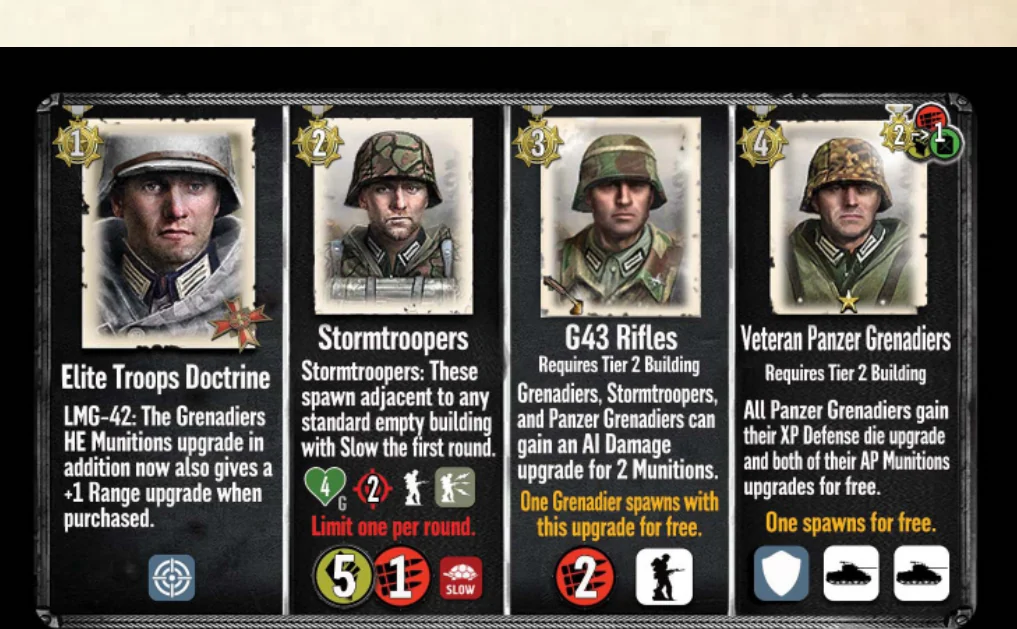 1
Elite Troops Doctrine
LMG-42: The Grenadiers
HE Munitions upgrade in
addition now also gives a
+1 Range upgrade when
purchased.
2
Stormtroopers
Stormtroopers: These
spawn adjacent to any
standard empty building
with Slow the first round.
4 G 2
Limit one per round.
5 1 SLOW
3
G43 Rifles
Requires Tier 2 Building
Grenadiers, Stormtroopers,
and Panzer Grenadiers can
gain an AI Damage
upgrade for 2 Munitions.
One Grenadier spawns with
this upgrade for free.
2
4
2->1
Veteran Panzer Grenadiers
Requires Tier 2 Building
All Panzer Grenadiers gain
their XP Defense die upgrade
and both of their AP Munitions
upgrades for free.
One spawns for free.